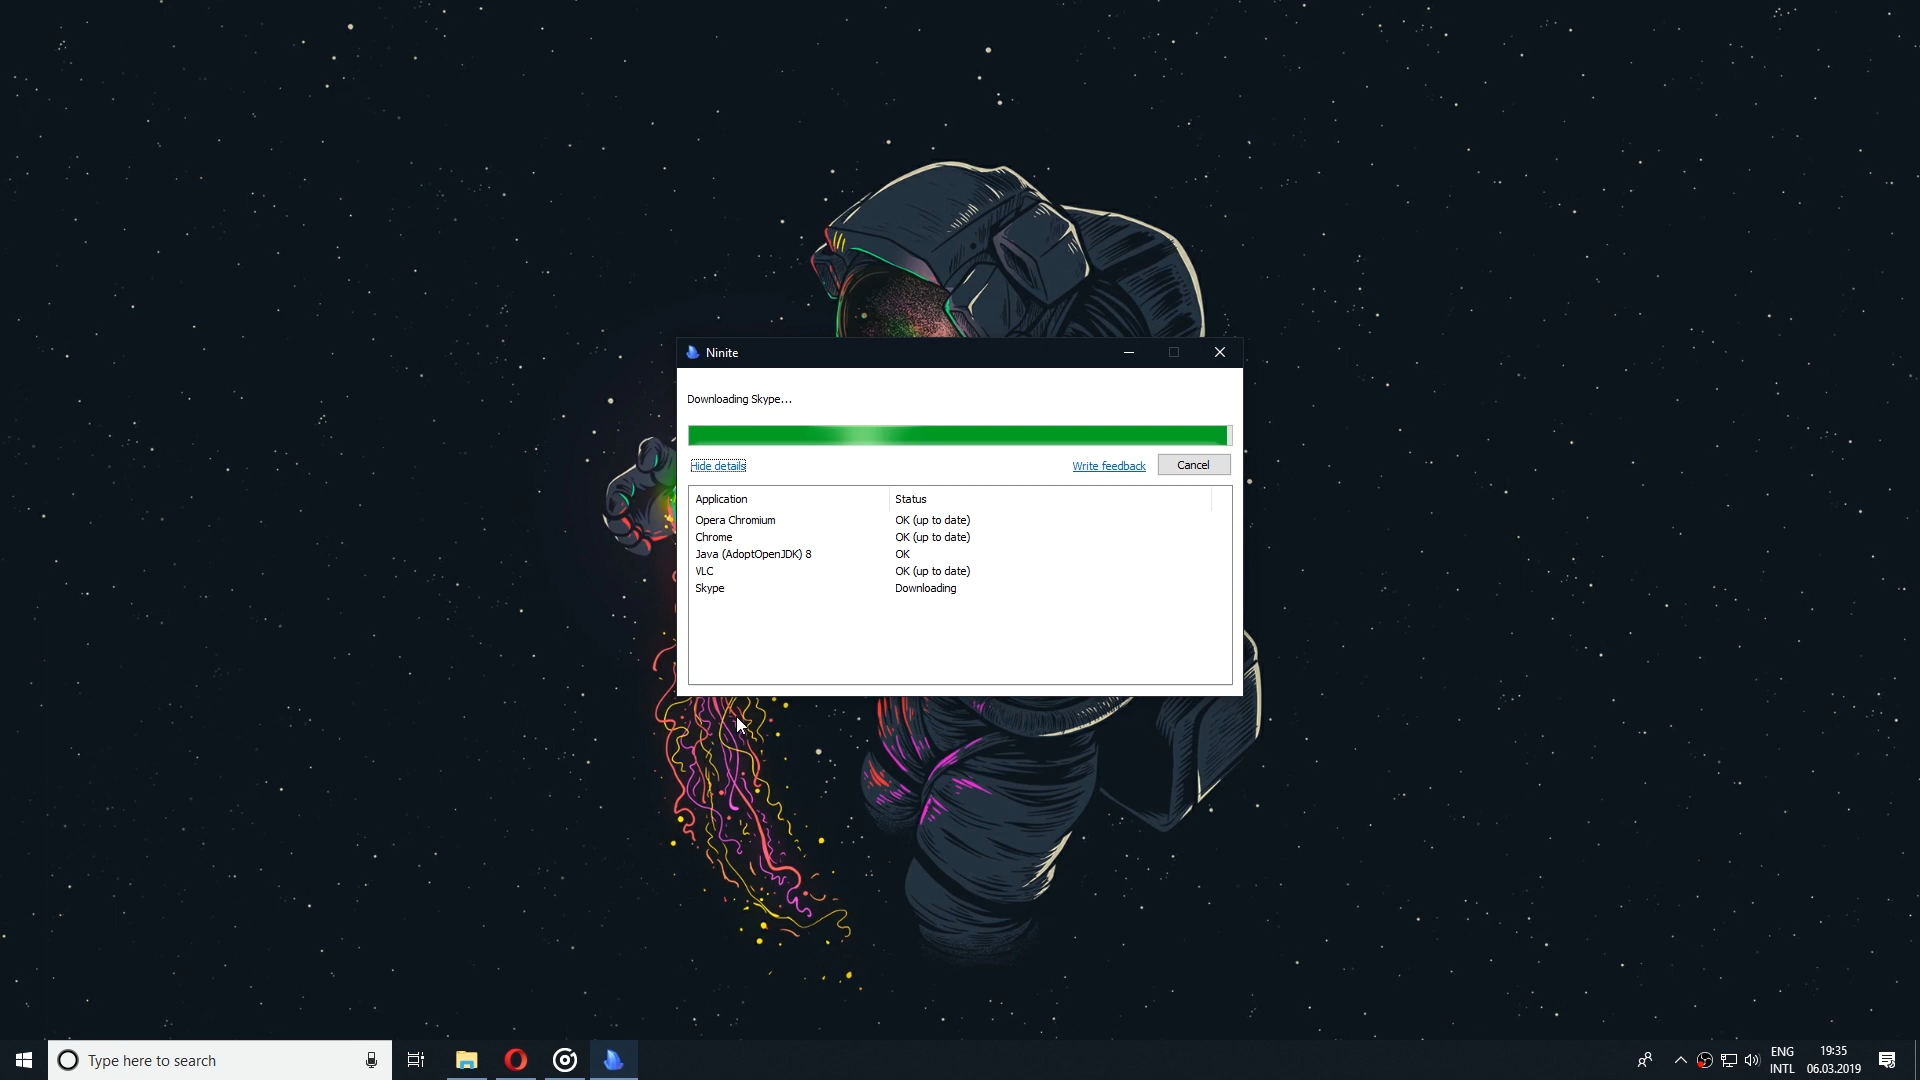 Ninite
Downloading Skype...
Hide details
Write feedback
Cancel
Application Status
Opera Chromium OK (up to date)
Chrome OK (up to date)
Java (AdoptOpenJDK) 8 OK
VLC OK (up to date)
Skype Downloading
Type here to search
ENG
INTL
19:35
06.03.2019